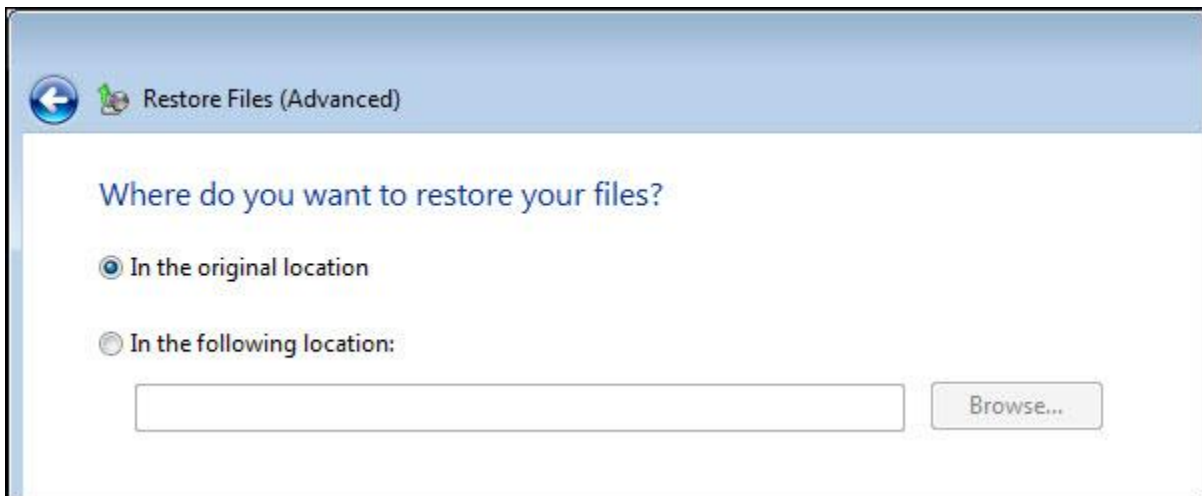 Restore Files (Advanced)
Where do you want to restore your files?
In the original location
In the following location:
Browse...